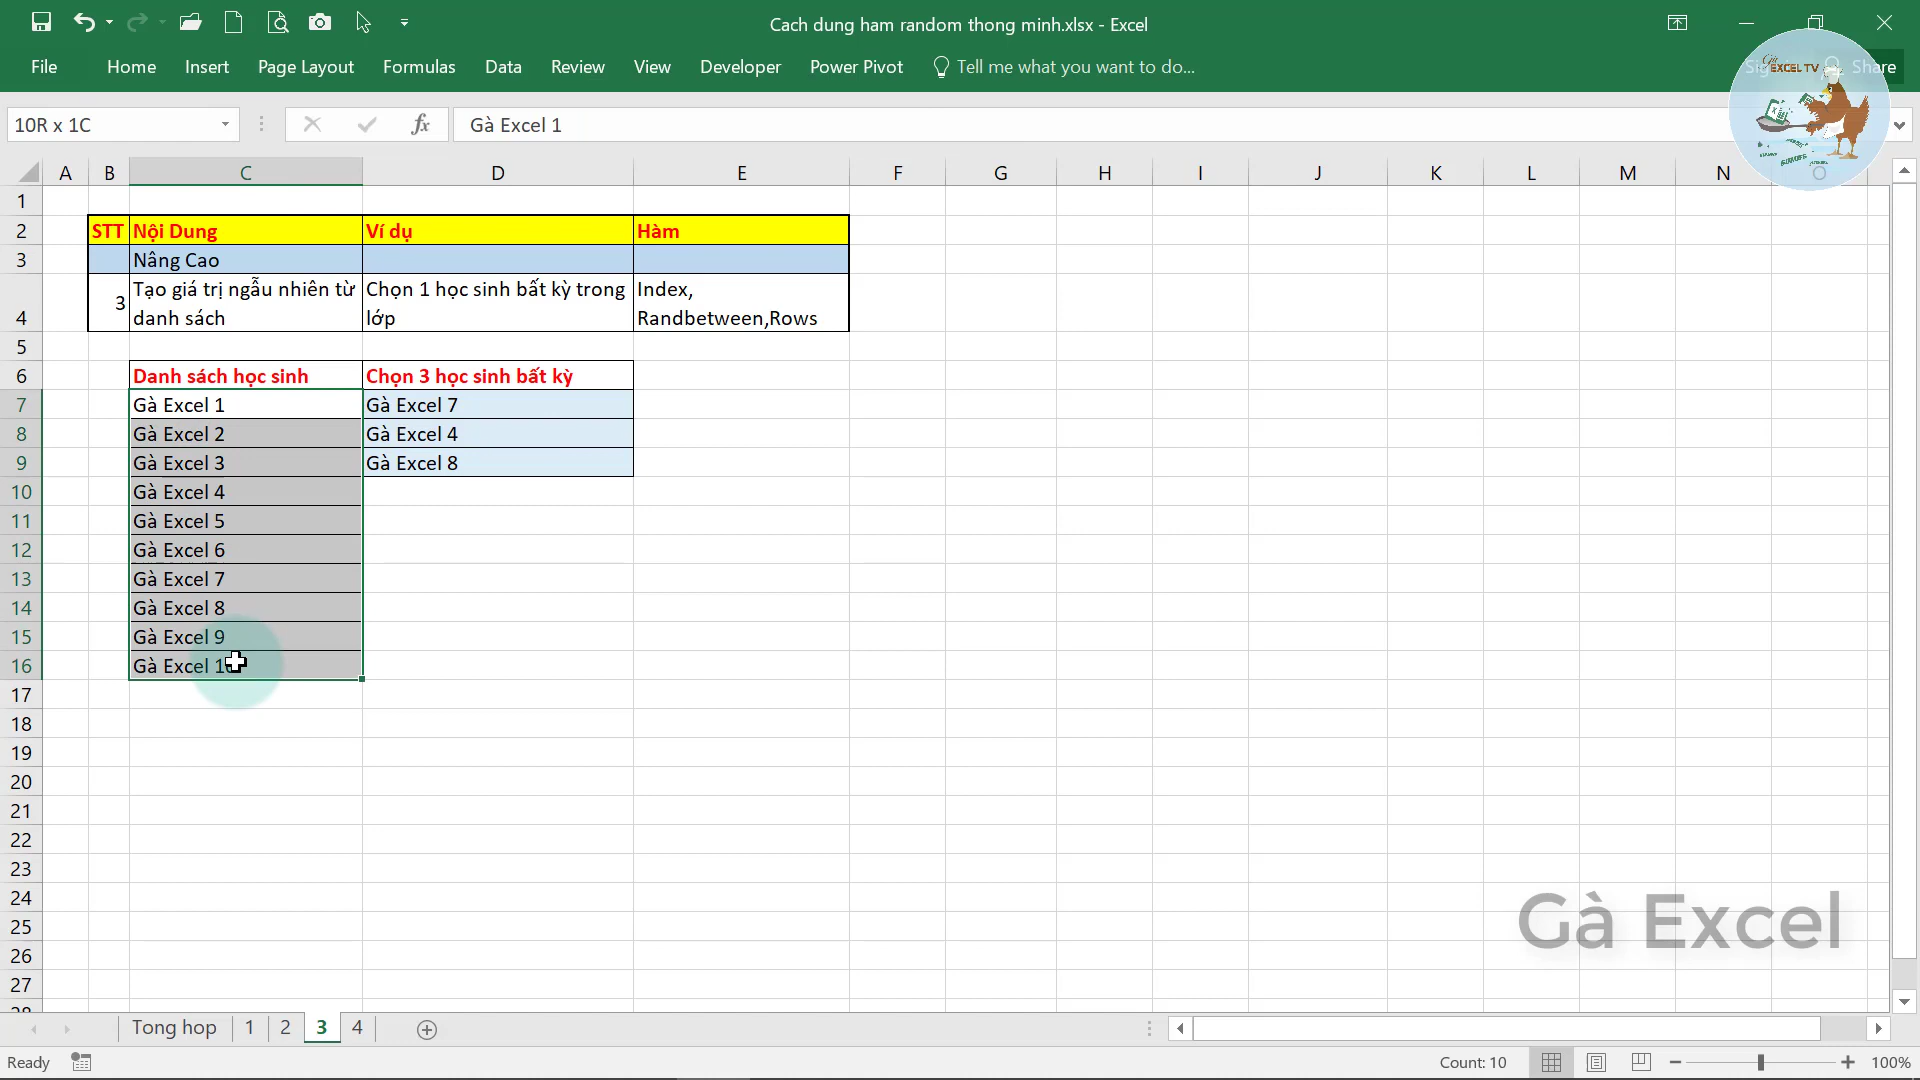 Cach dung ham random thong minh.xlsx - Excel
File Home Insert Page Layout Formulas Data Review View Developer Power Pivot Tell me what you want to do... Share
EXCEL TV
10R x 1C fx Gà Excel 1
A B C D E F G H I J K L M N O
1
2 STT Nội Dung Ví dụ Hàm
3 Nâng Cao
Tạo giá trị ngẫu nhiên từ Chọn 1 học sinh bất kỳ trong Index,
4 3 danh sách lớp Randbetween,Rows
5
6 Danh sách học sinh Chọn 3 học sinh bất kỳ
7 Gà Excel 1 Gà Excel 7
8 Gà Excel 2 Gà Excel 4
9 Gà Excel 3 Gà Excel 8
10 Gà Excel 4
11 Gà Excel 5
12 Gà Excel 6
13 Gà Excel 7
14 Gà Excel 8
15 Gà Excel 9
16 Gà Excel 10
17
18
19
20
21
22
23
24
25
26
27
28
Gà Excel
Tong hop 1 2 3 4
Ready Count: 10 100%